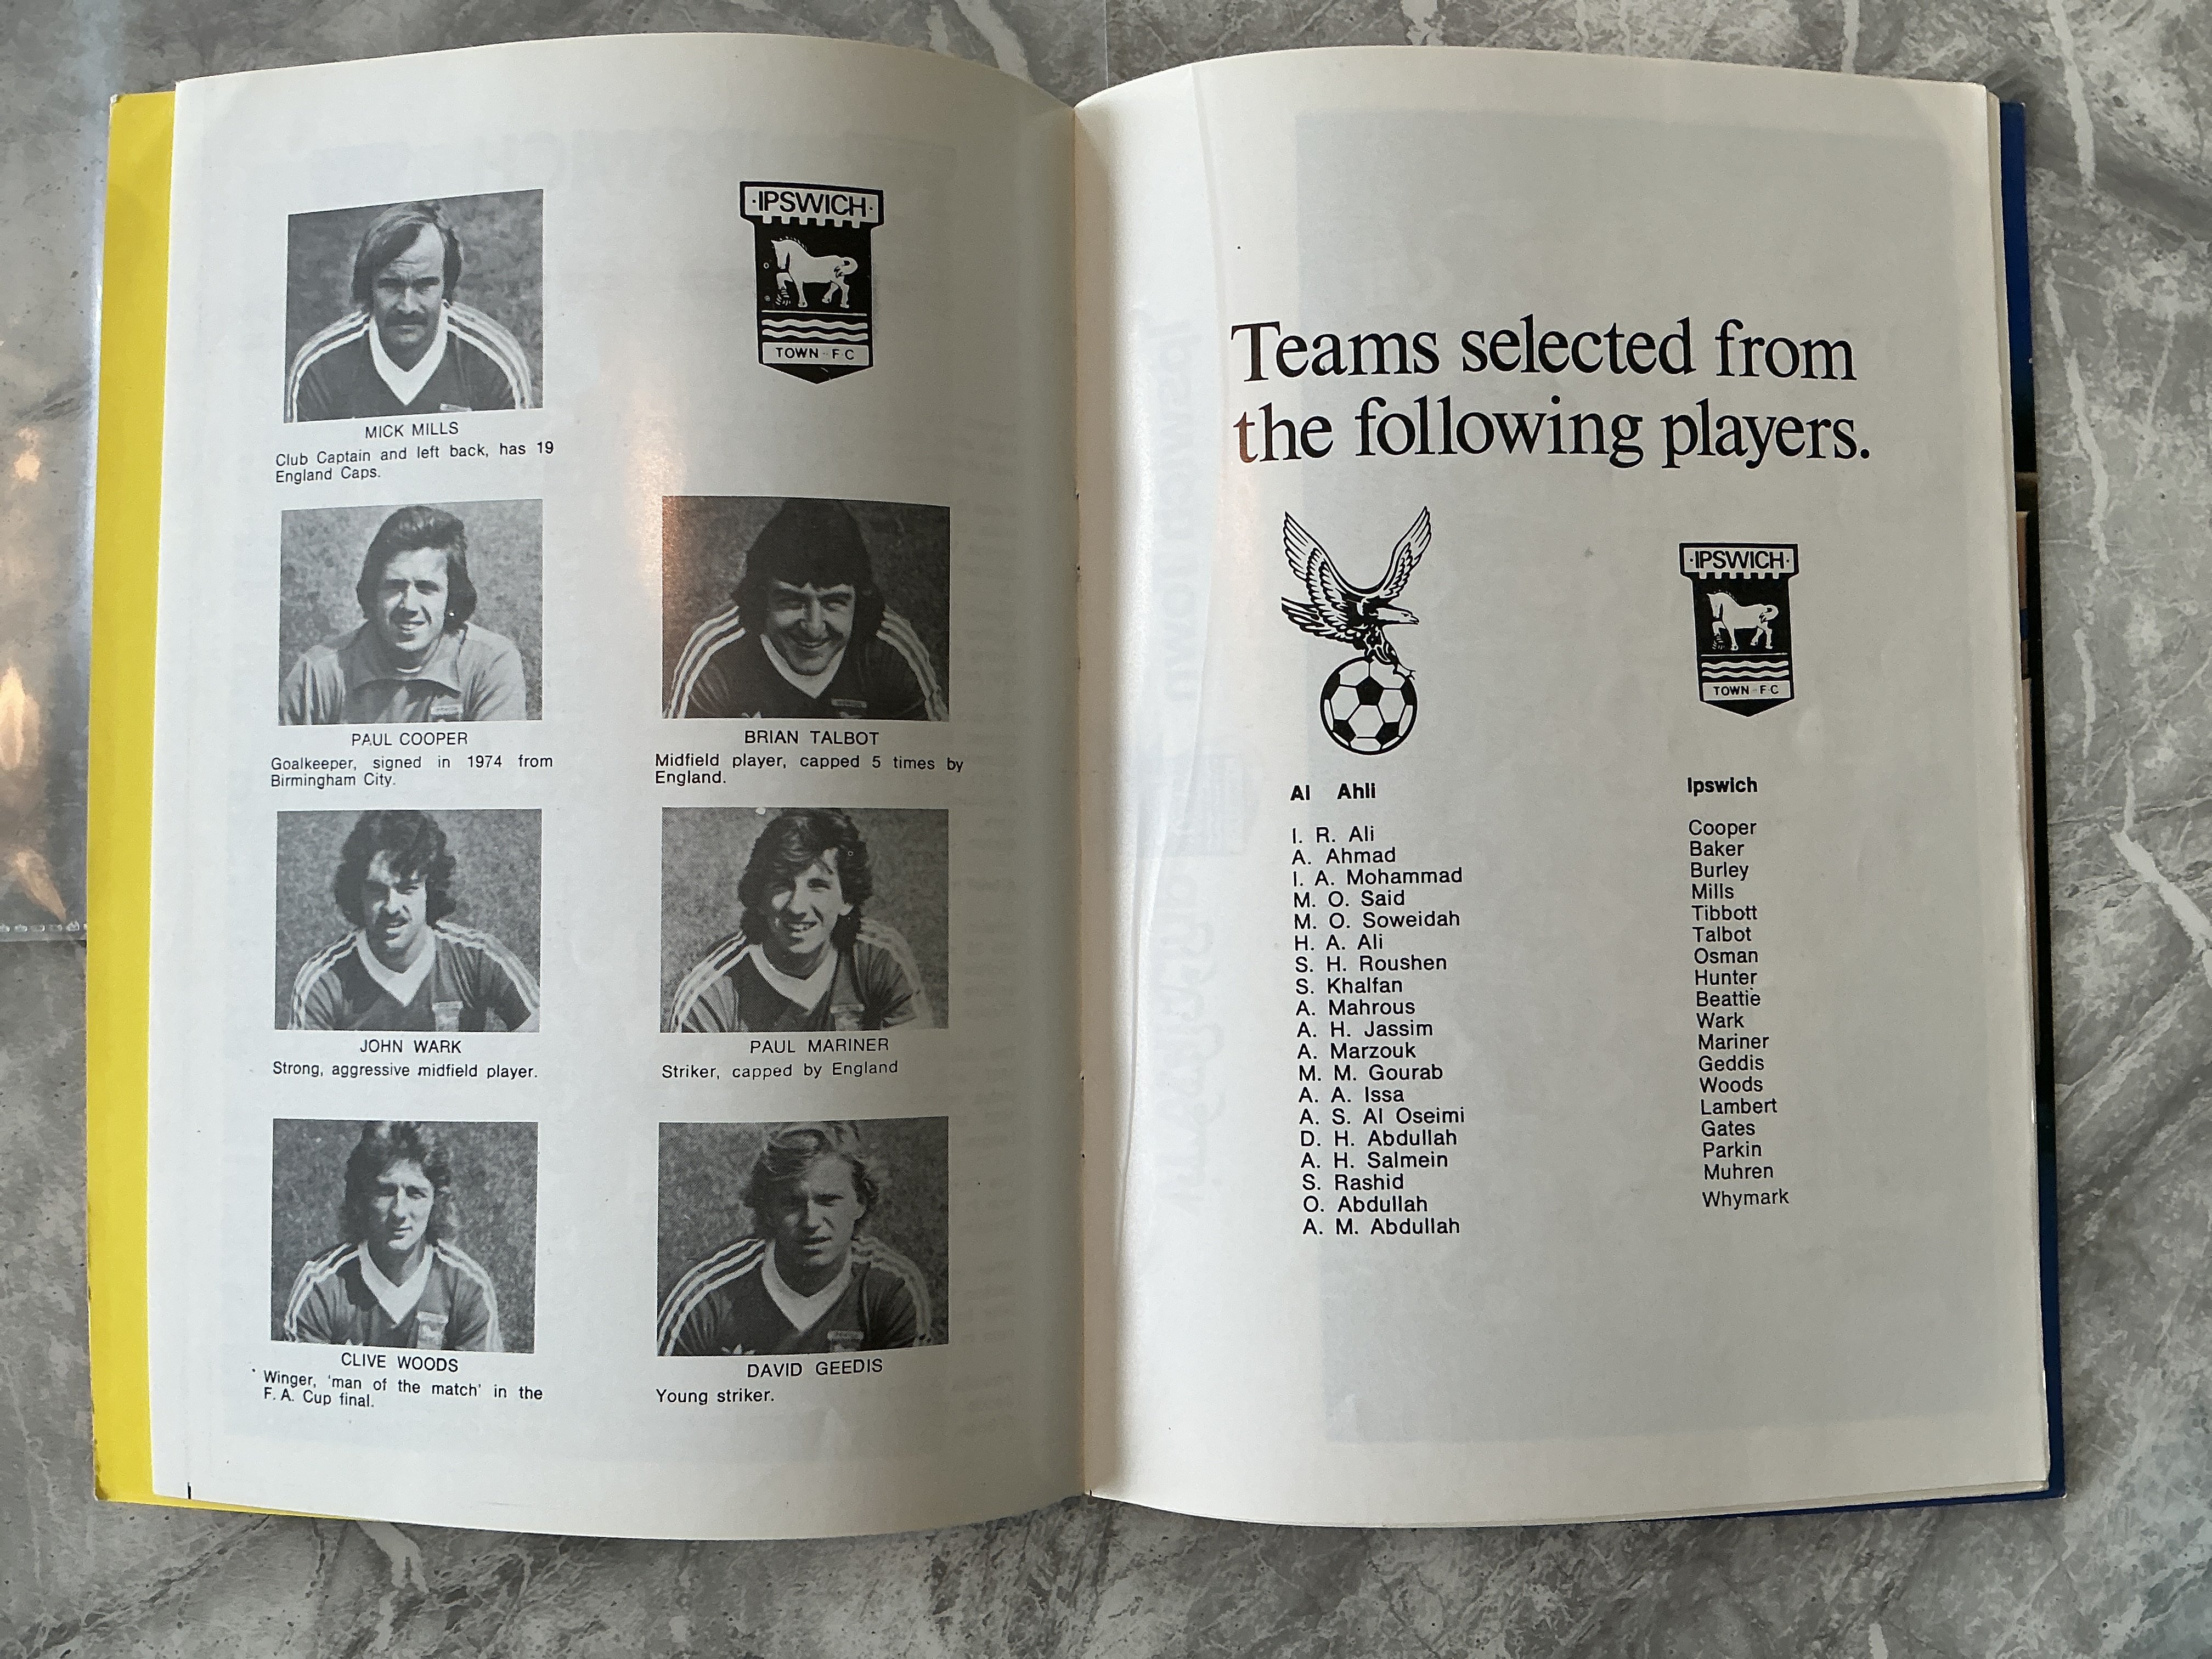 MICK MILLS
Club Captain and left back, has 19
England Caps.
·IPSWICH·
TOWN F C
PAUL COOPER
Goalkeeper, signed in 1974 from
Birmingham City.
BRIAN TALBOT
Midfield player, capped 5 times by
England.
JOHN WARK
Strong, aggressive midfield player.
PAUL MARINER
Striker, capped by England
CLIVE WOODS
Winger, 'man of the match' in the
F. A. Cup final.
DAVID GEEDIS
Young striker.
Teams selected from
the following players.
·IPSWICH·
TOWN F C
Al Ahli
I. R. Ali
A. Ahmad
I. A. Mohammad
M. O. Said
M. O. Soweidah
H. A. Ali
S. H. Roushen
S. Khalfan
A. Mahrous
A. H. Jassim
A. Marzouk
M. M. Gourab
A. A. Issa
A. S. Al Oseimi
D. H. Abdullah
A. H. Salmein
S. Rashid
O. Abdullah
A. M. Abdullah
Ipswich
Cooper
Baker
Burley
Mills
Tibbott
Talbot
Osman
Hunter
Beattie
Wark
Mariner
Geddis
Woods
Lambert
Gates
Parkin
Muhren
Whymark